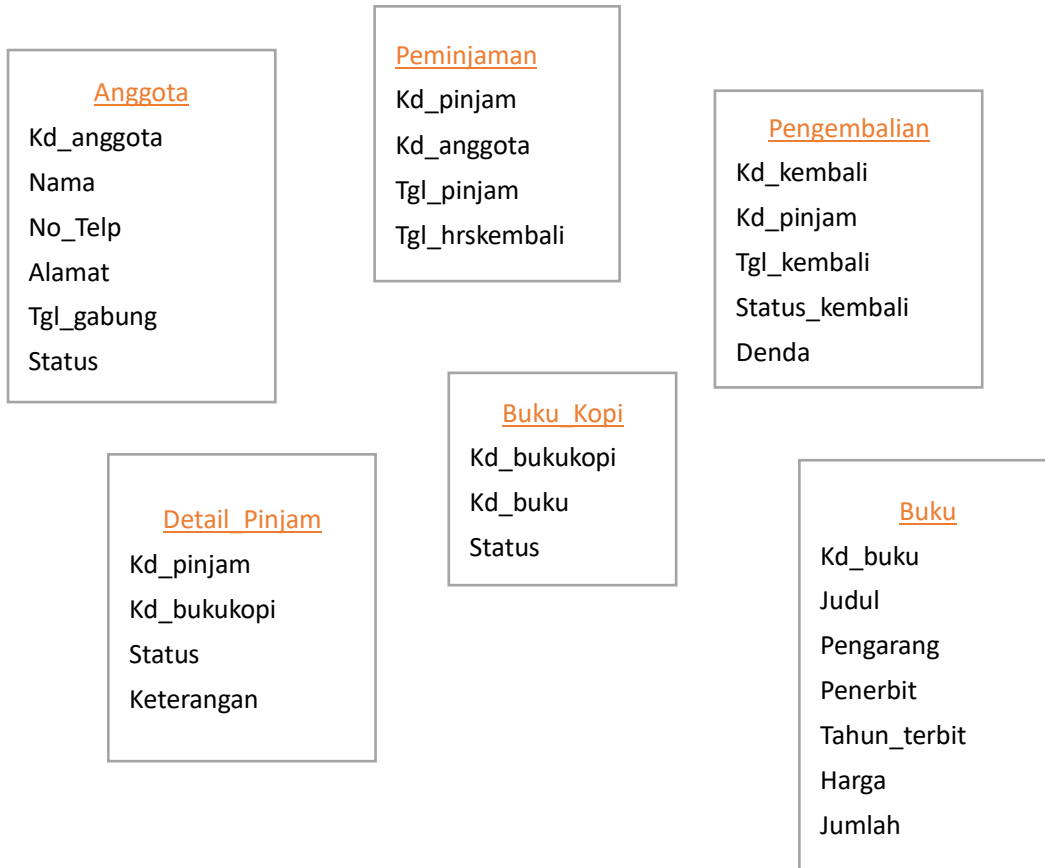 Anggota
Kd_anggota
Nama
No_Telp
Alamat
Tgl_gabung
Status
Peminjaman
Kd_pinjam
Kd_anggota
Tgl_pinjam
Tgl_hrskembali
Pengembalian
Kd_kembali
Kd_pinjam
Tgl_kembali
Status_kembali
Denda
Detail_Pinjam
Kd_pinjam
Kd_bukukopi
Status
Keterangan
Buku_Kopi
Kd_bukukopi
Kd_buku
Status
Buku
Kd_buku
Judul
Pengarang
Penerbit
Tahun_terbit
Harga
Jumlah